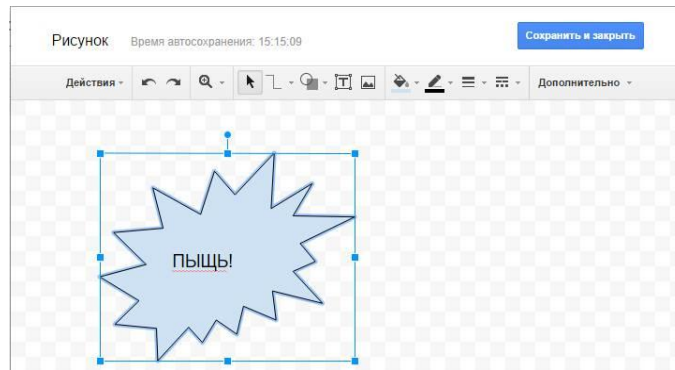 Рисунок Время автосохранения: 15:15:09 Сохранить и закрыть
Действия Дополнительно
ПЫЩЬ!